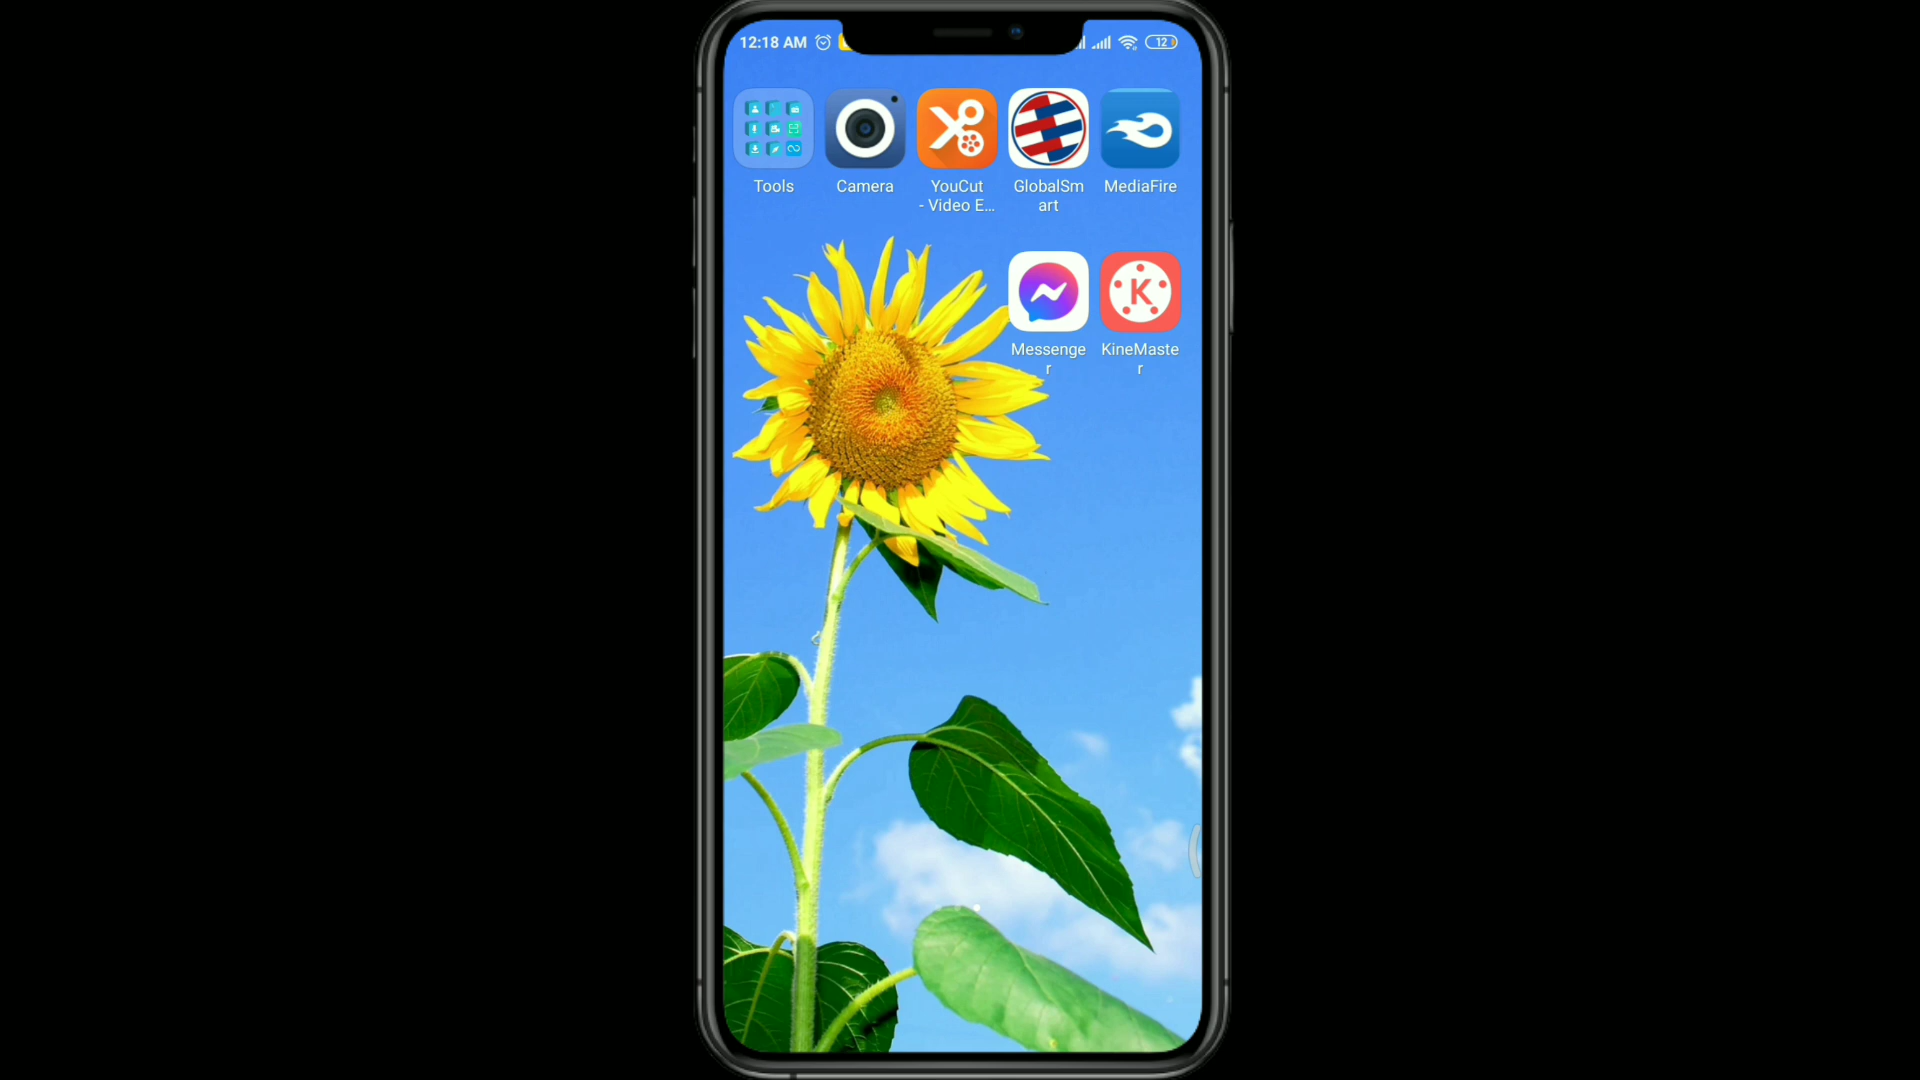 12:18 AM
12
Tools
Camera
YouCut
- Video E...
GlobalSm
art
MediaFire
Messenge
r
K
KineMaste
r